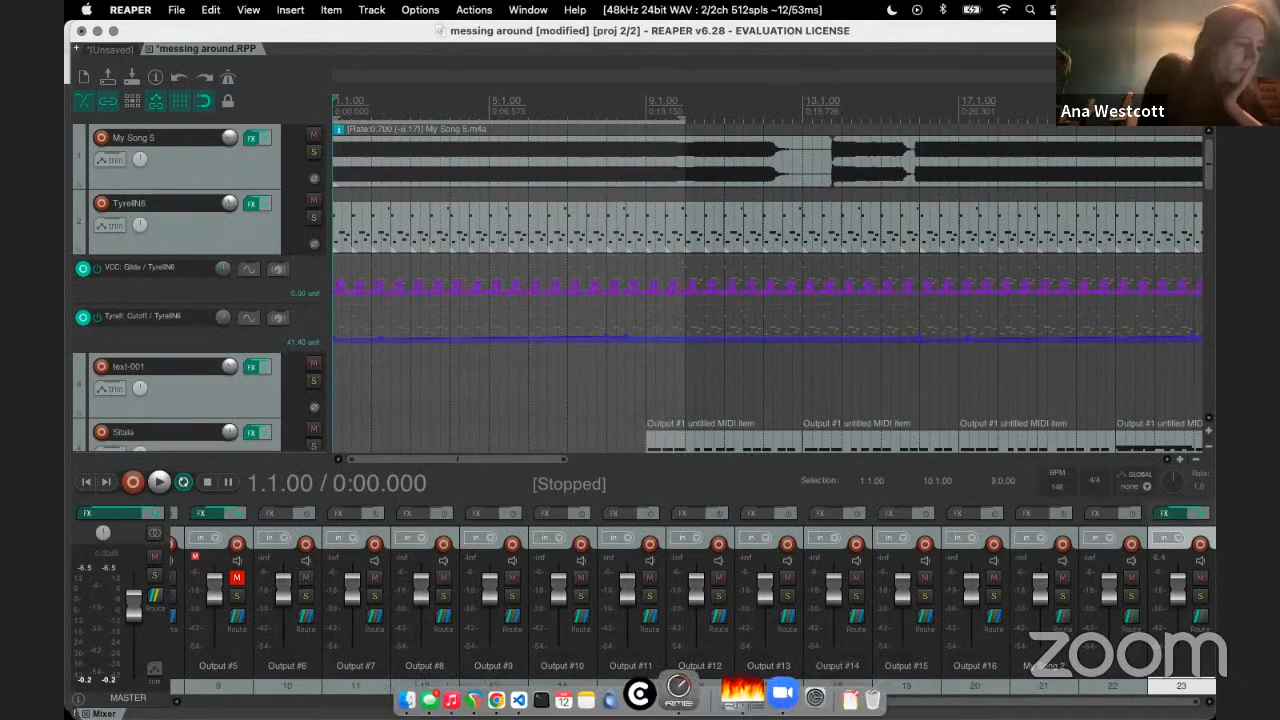 REAPER File Edit View Insert Item Track Options Actions Window Help [48kHz 24bit WAV : 2/2ch 512spls ~12/53ms]
messing around [modified] [proj 2/2] - REAPER v6.28 - EVALUATION LICENSE
*[Unsaved] *messing around.RPP
Ana Westcott
1.1.00 5.1.00 9.1.00 13.1.00 17.1.00
0:00.000 0:06.575 0:13.150 0:19.726 0:26.301
[Rate:0.700 (-6.17)] My Song 5.m4a
1 My Song 5 FX M
trim S
2 TyrellN6 FX M
trim S
VCC: Glide / TyrellN6
0.00 unit
Tyrell: Cutoff / TyrellN6
41.40 unit
test-001 FX M
trim S
Sitala FX M
S
Output #1 untitled MIDI item Output #1 untitled MIDI item Output #1 untitled MIDI item Output #1 untitled MID
1.1.00 / 0:00.000 [Stopped] Selection: 1.1.00 10.1.00 9.0.00
BPM 146 4/4 GLOBAL none Rate: 1.0
FX FX FX FX FX FX FX FX FX FX FX FX FX FX FX FX
in in in in in in in in in in in in in in in
0.00dB M -inf -inf -inf -inf -inf -inf -inf -inf -inf -inf -inf -inf -inf -6.4
-6.5 -6.5
Route Route Route Route Route Route Route Route Route Route Route Route Route Route Route
-0.2 -0.2
Output #5 Output #6 Output #7 Output #8 Output #9 Output #10 Output #11 Output #12 Output #13 Output #14 Output #15 Output #16 My Song 2
trim
MASTER 9 10 11 12 19 20 21 22 23
Mixer
RME
12
zoom